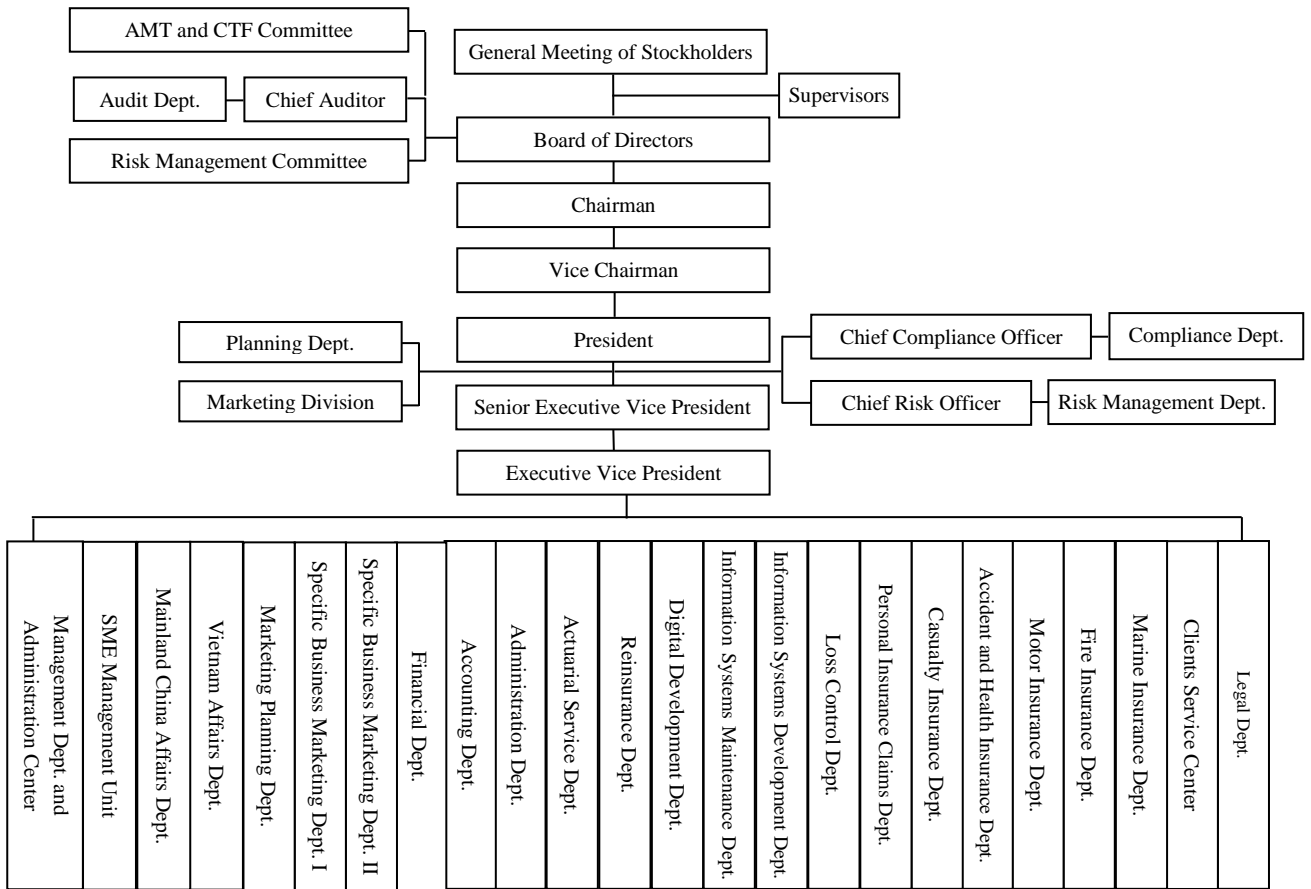 AMT and CTF Committee
General Meeting of Stockholders
Audit Dept.
Chief Auditor
Supervisors
Board of Directors
Risk Management Committee
Chairman
Vice Chairman
Planning Dept.
President
Chief Compliance Officer
Compliance Dept.
Marketing Division
Senior Executive Vice President
Chief Risk Officer
Risk Management Dept.
Executive Vice President
Management Dept. and
Administration Center
SME Management Unit
Mainland China Affairs Dept.
Vietnam Affairs Dept.
Marketing Planning Dept.
Specific Business Marketing Dept. I
Specific Business Marketing Dept. II
Financial Dept.
Accounting Dept.
Administration Dept.
Actuarial Service Dept.
Reinsurance Dept.
Digital Development Dept.
Information Systems Maintenance Dept.
Information Systems Development Dept.
Loss Control Dept.
Personal Insurance Claims Dept.
Casualty Insurance Dept.
Accident and Health Insurance Dept.
Motor Insurance Dept.
Fire Insurance Dept.
Marine Insurance Dept.
Clients Service Center
Legal Dept.